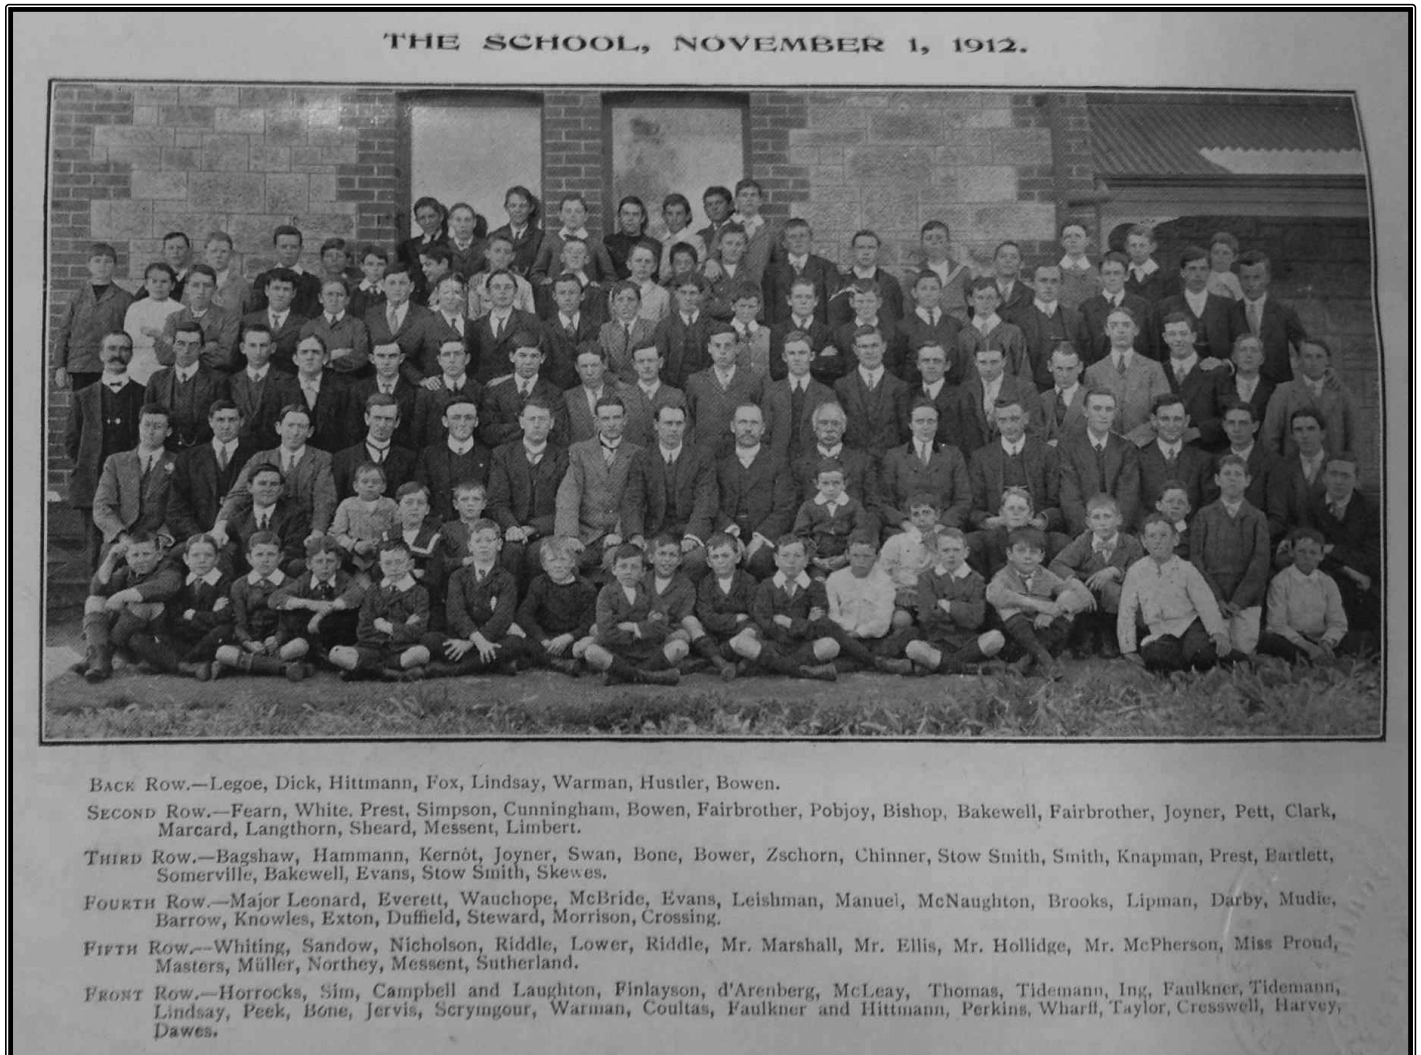 THE SCHOOL, NOVEMBER 1, 1912.
BACK ROW.—Legoe, Dick, Hittmann, Fox, Lindsay, Warman, Hustler, Bowen.
SECOND ROW.—Fearn, White. Prest, Simpson, Cunningham, Bowen, Fairbrother, Pobjoy, Bishop, Bakewell, Fairbrother, Joyner, Pett, Clark,
Marcard, Langthorn, Sheard, Messent, Limbert.
THIRD ROW.—Bagshaw, Hammann, Kernôt, Joyner, Swan, Bone, Bower, Zschorn, Chinner, Stow Smith, Smith, Knapman, Prest, Bartlett,
Somerville, Bakewell, Evans, Stow Smith, Skewes.
FOURTH ROW.—Major Leonard, Everett, Wauchope, McBride, Evans, Leishman, Manuel, McNaughton, Brooks, Lipman, Darby, Mudie,
Barrow, Knowles, Exton, Duffield, Steward, Morrison, Crossing.
FIFTH ROW.—Whiting, Sandow, Nicholson, Riddle, Lower, Riddle, Mr. Marshall, Mr. Ellis, Mr. Hollidge, Mr. McPherson, Miss Proud,
Masters, Müller, Northey, Messent, Sutherland.
FRONT ROW.—Horrocks, Sim, Campbell and Laughton, Finlayson, d'Arenberg, McLeay, Thomas, Tidemann, Ing, Faulkner, Tidemann,
Lindsay, Peek, Bone, Jervis, Scrymgour, Warman, Coultas, Faulkner and Hittmann, Perkins, Wharff, Taylor, Cresswell, Harvey,
Dawes.